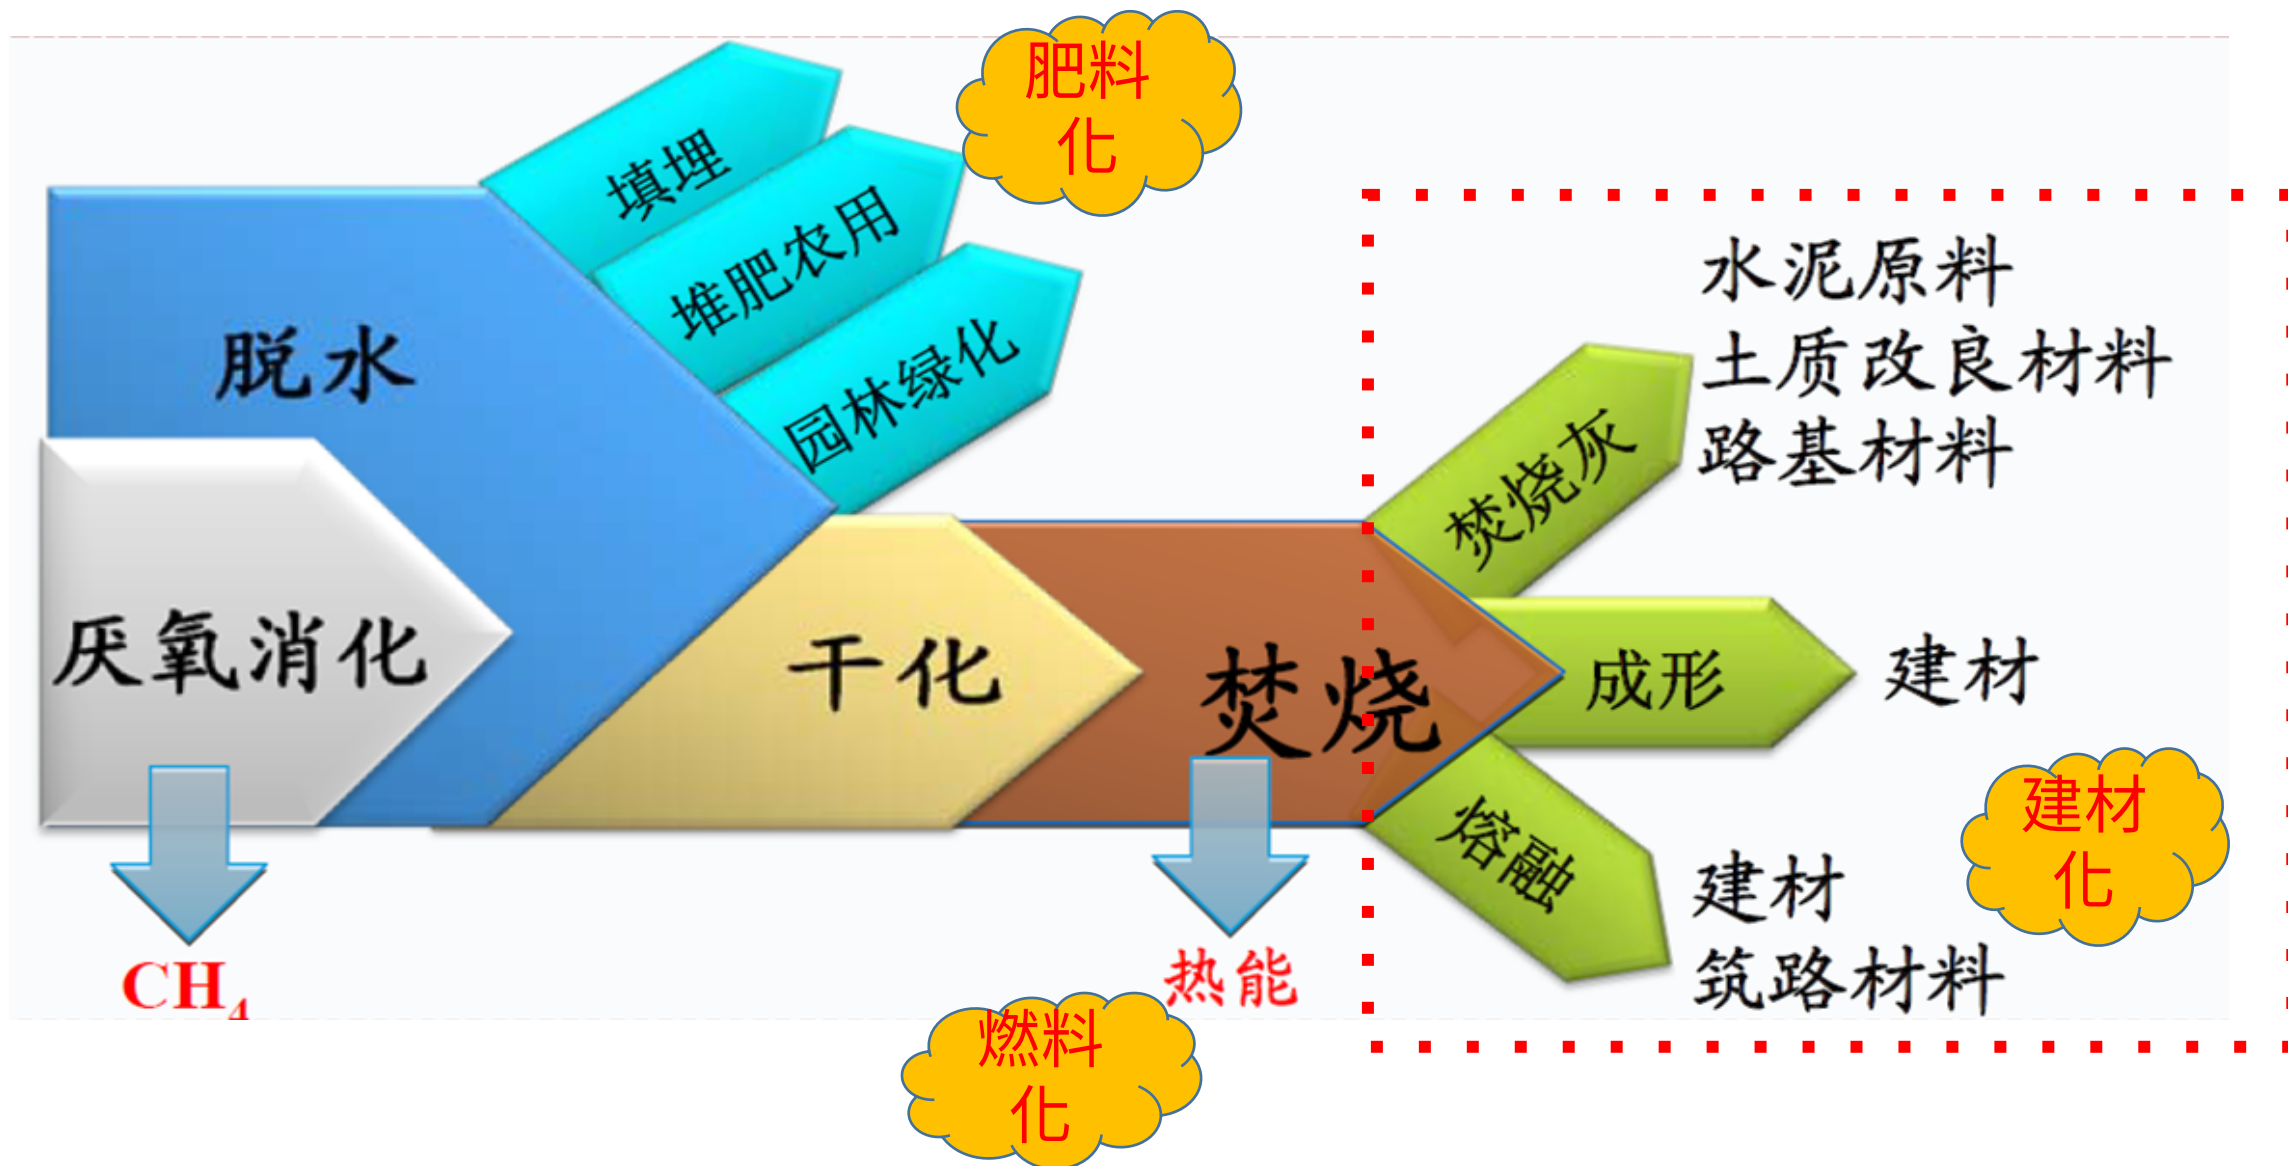 肥料
化
填埋
堆肥农用
园林绿化
脱水
厌氧消化
干化
焚烧
CH₄
热能
燃料
化
焚烧灰
水泥原料
土质改良材料
路基材料
成形
建材
熔融
建材
筑路材料
建材
化